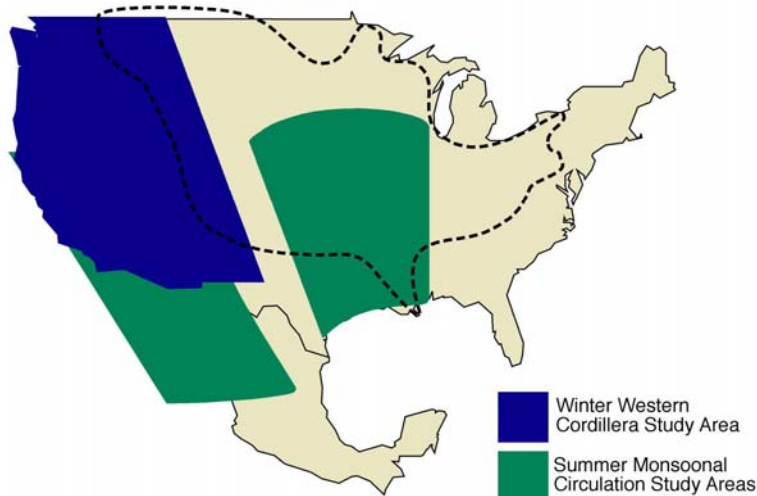 Winter Western
Cordillera Study Area
Summer Monsoonal
Circulation Study Areas